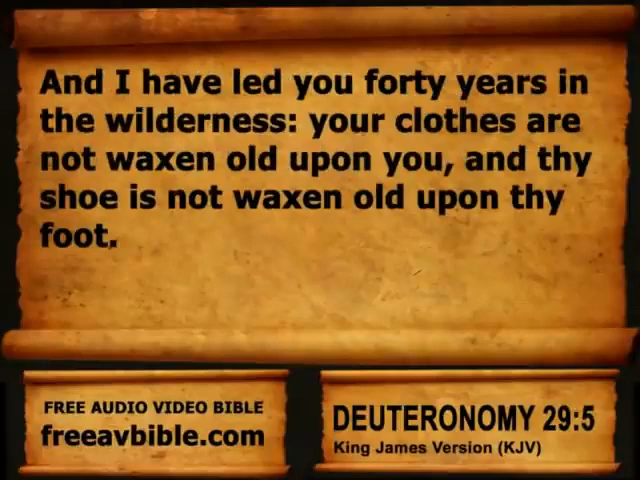 And I have led you forty years in
the wilderness: your clothes are
not waxen old upon you, and thy
shoe is not waxen old upon thy
foot.
FREE AUDIO VIDEO BIBLE
freeavbible.com
DEUTERONOMY 29:5
King James Version (KJV)